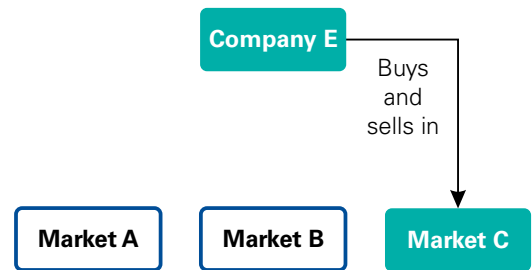 Company E
Buys
and
sells in
Market A
Market B
Market C